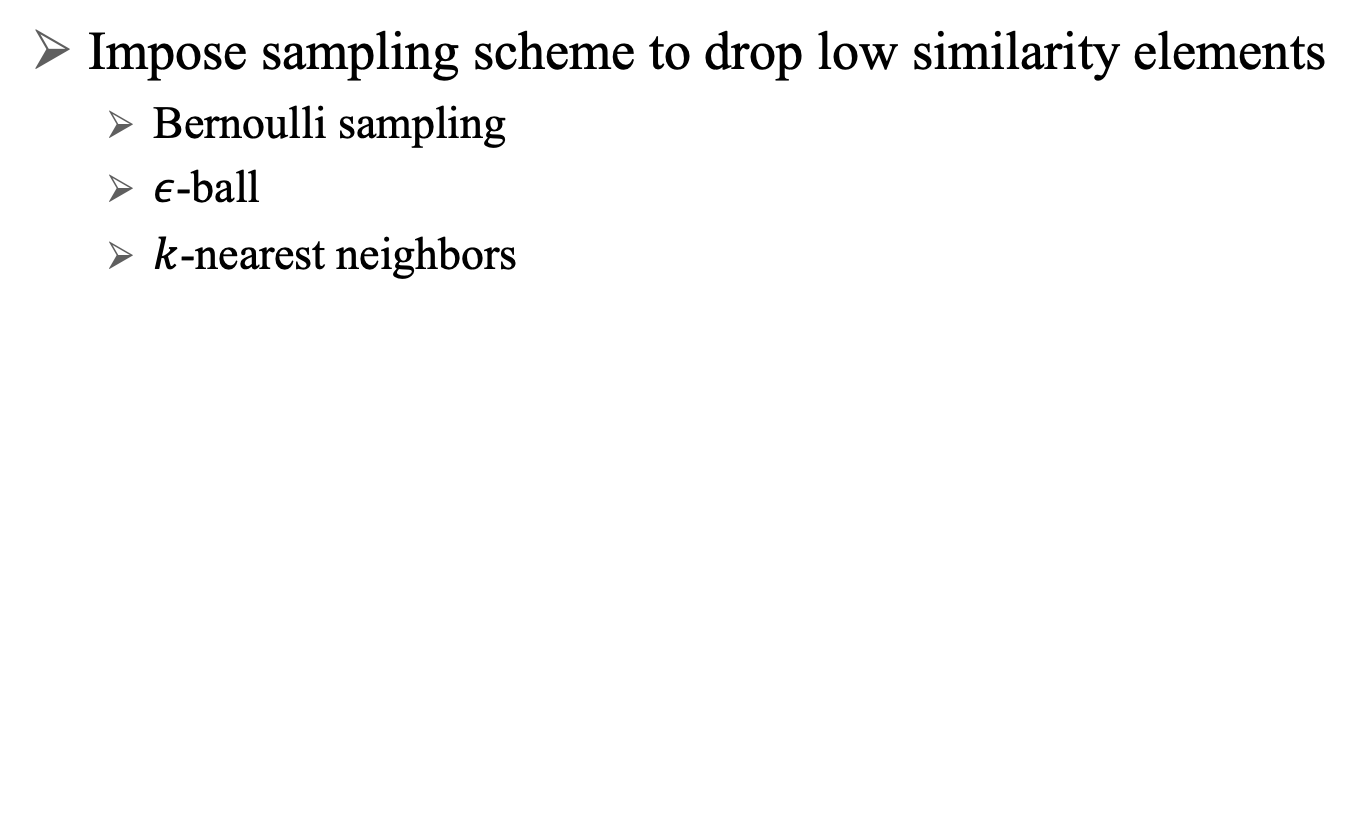 ➢ Impose sampling scheme to drop low similarity elements
➢ Bernoulli sampling
➢ ϵ-ball
➢ k-nearest neighbors